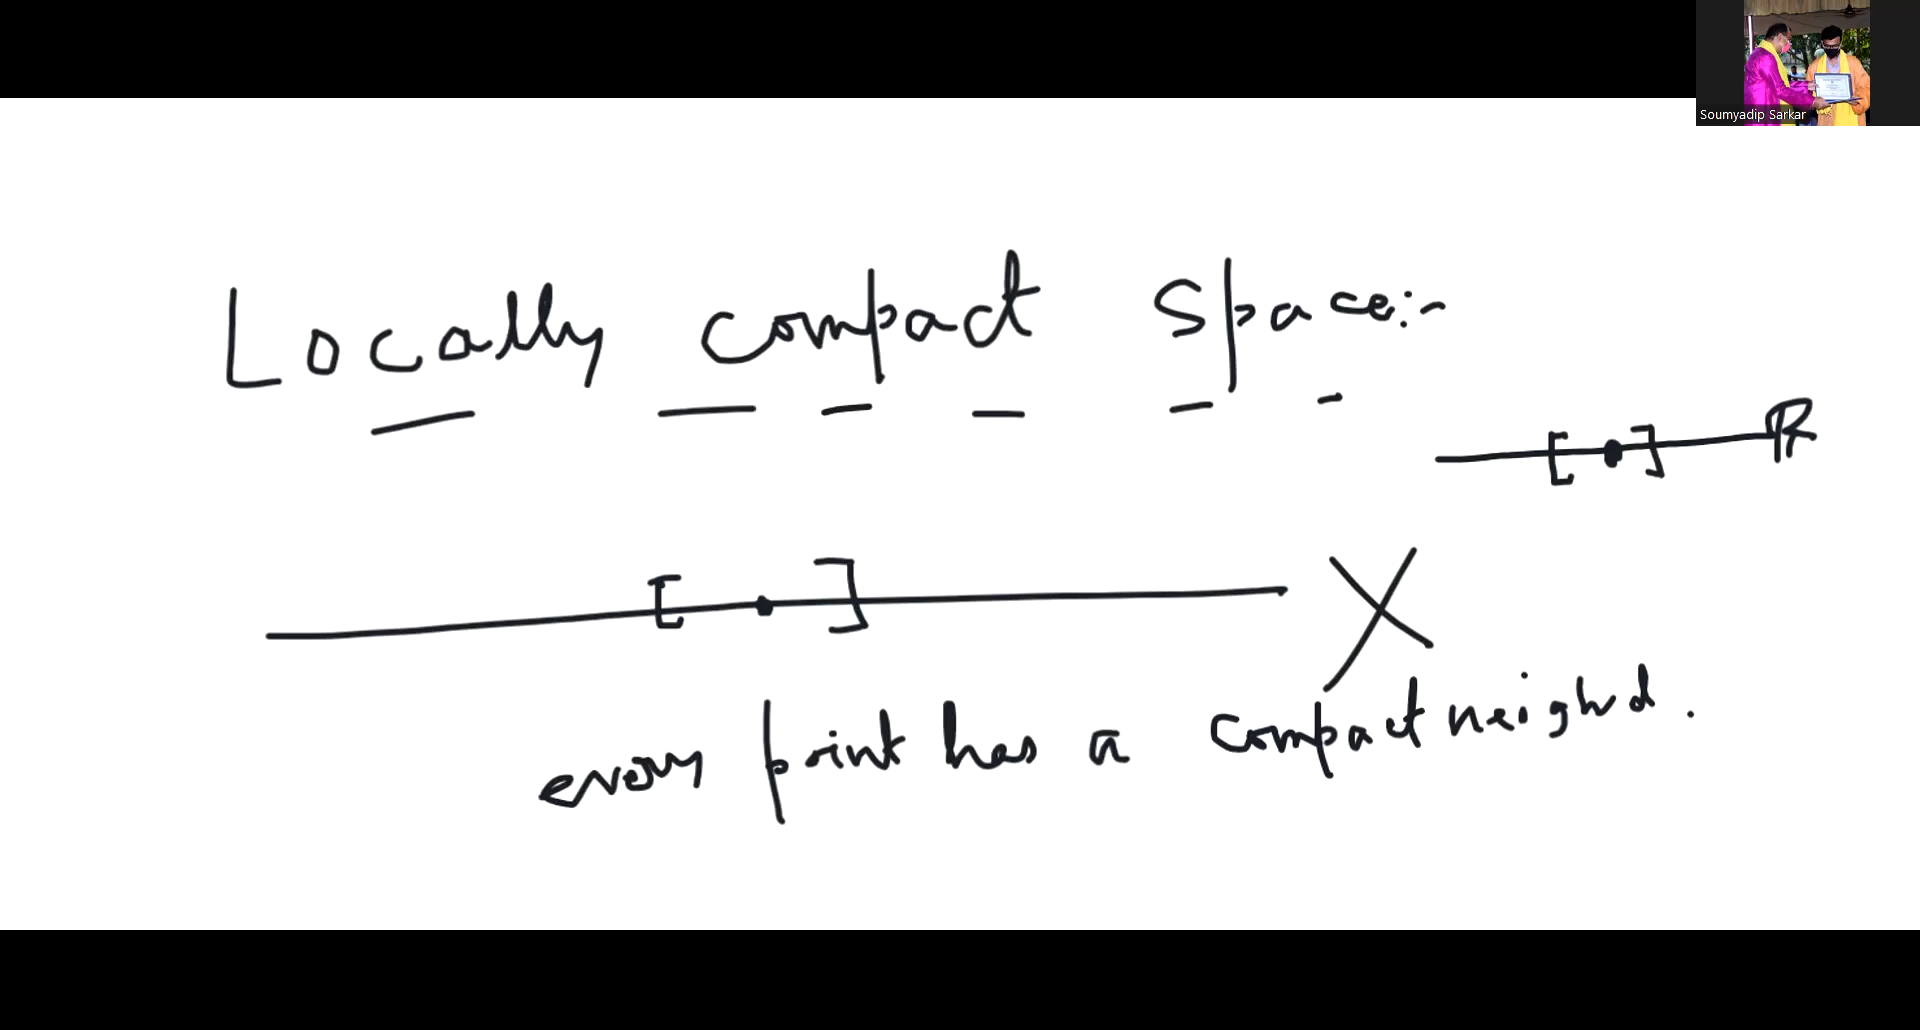 Soumyadip Sarkar
Locally compact Space:-
[ • ] R
[ • ] X
every point has a compact neighd.